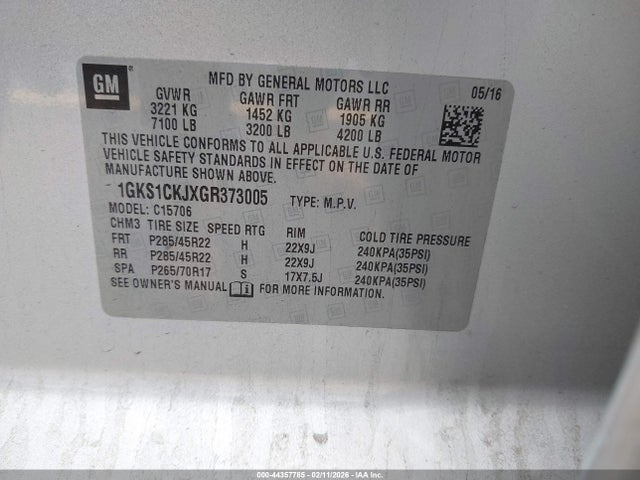 GM
MFD BY GENERAL MOTORS LLC
05/16
GVWR GAWR FRT GAWR RR
3221 KG 1452 KG 1905 KG
7100 LB 3200 LB 4200 LB
THIS VEHICLE CONFORMS TO ALL APPLICABLE U.S. FEDERAL MOTOR
VEHICLE SAFETY STANDARDS IN EFFECT ON THE DATE OF
MANUFACTURE SHOWN ABOVE.
1GKS1CKJXGR373005 TYPE: M.P.V.
MODEL: C15706
CHM3 TIRE SIZE SPEED RTG RIM COLD TIRE PRESSURE
FRT P285/45R22 H 22X9J 240KPA(35PSI)
RR P285/45R22 H 22X9J 240KPA(35PSI)
SPA P265/70R17 S 17X7.5J 240KPA(35PSI)
SEE OWNER'S MANUAL FOR MORE INFORMATION.
000-44357765 - 02/11/2026 - IAA Inc.